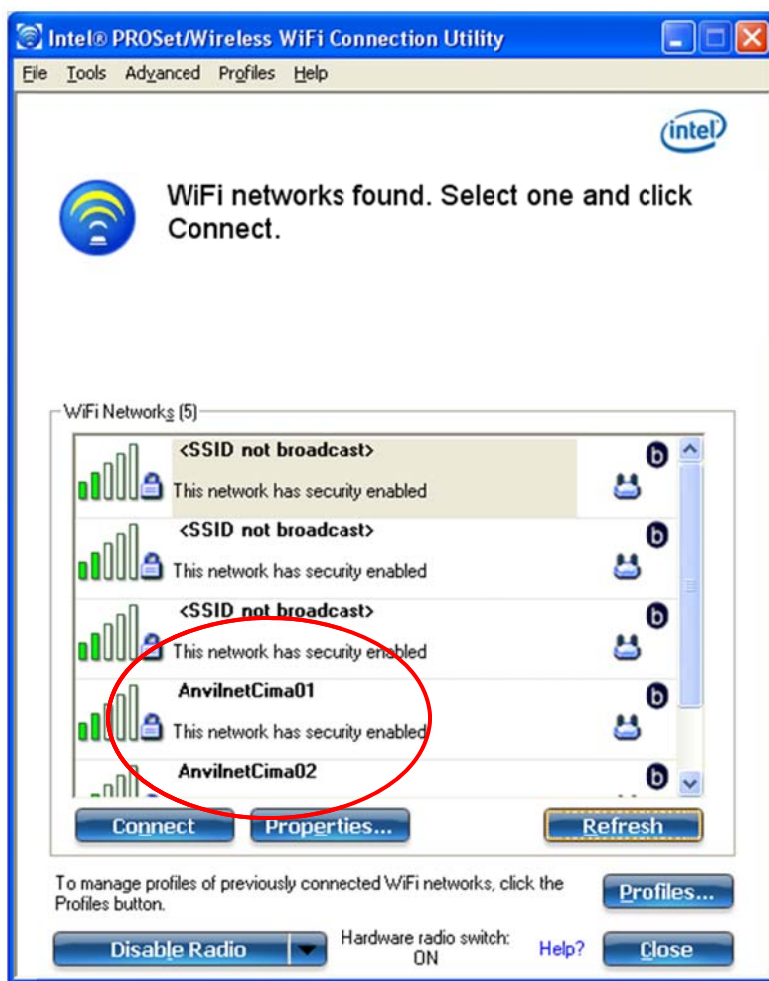 Intel® PROSet/Wireless WiFi Connection Utility
File Tools Advanced Profiles Help
intel
WiFi networks found. Select one and click
Connect.
WiFi Networks (5)
<SSID not broadcast>
b
This network has security enabled
<SSID not broadcast>
b
This network has security enabled
<SSID not broadcast>
b
This network has security enabled
AnvilnetCima01
b
This network has security enabled
AnvilnetCima02
b
Connect Properties... Refresh
To manage profiles of previously connected WiFi networks, click the
Profiles button.
Profiles...
Disable Radio
Hardware radio switch:
ON
Help?
Close